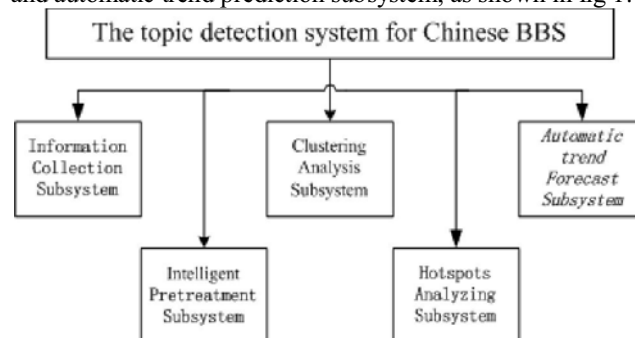 and automatic trend prediction subsystem, as shown in fig 1.
The topic detection system for Chinese BBS
Information
Collection
Subsystem
Clustering
Analysis
Subsystem
Automatic
trend
Forecast
Subsystem
Intelligent
Pretreatment
Subsystem
Hotspots
Analyzing
Subsystem